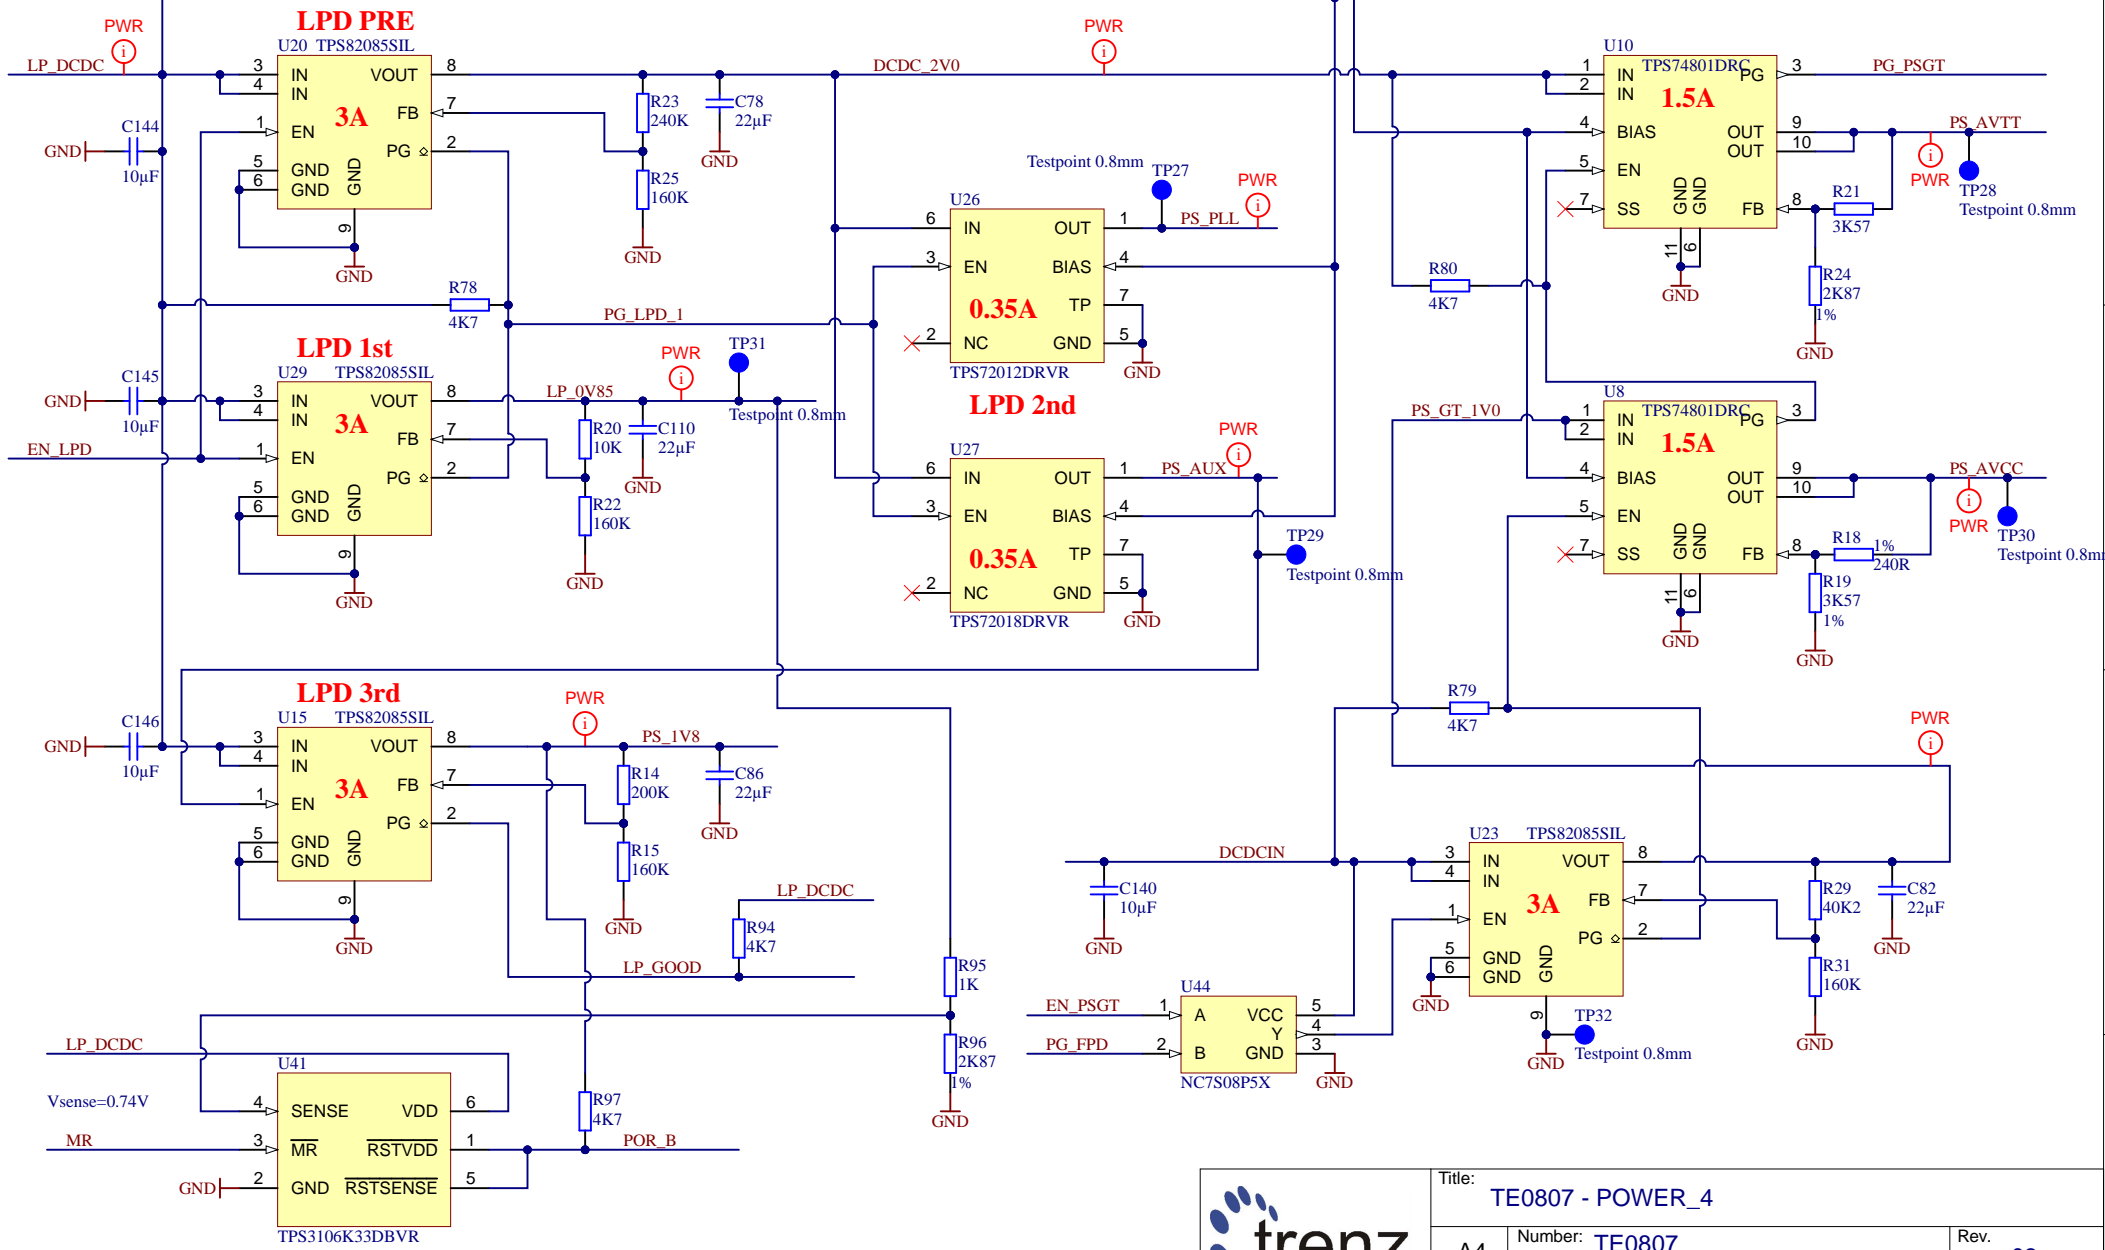 LPD PRE
PWR
LP_DCDC
U20 TPS82085SIL
3 IN VOUT 8
4 IN
3A
FB 7
1 EN
PG 2
5 GND
6 GND
GND
9
GND
C144
GND
10µF
R23
240K
C78
22µF
GND
R25
160K
GND
DCDC_2V0
PWR
R78
4K7
PG_LPD_1
LPD 1st
U29 TPS82085SIL
3 IN VOUT 8
4 IN
3A
FB 7
1 EN
PG 2
5 GND
6 GND
GND
9
GND
C145
GND
10µF
EN_LPD
LP_0V85
PWR
TP31
Testpoint 0.8mm
R20
10K
C110
22µF
GND
R22
160K
GND
Testpoint 0.8mm
TP27
PWR
U26
6 IN OUT 1
PS_PLL
3 EN BIAS 4
0.35A
TP 7
2 NC GND 5
TPS72012DRVR
GND
LPD 2nd
U27
6 IN OUT 1
PS_AUX
PWR
3 EN BIAS 4
0.35A
TP 7
2 NC GND 5
TPS72018DRVR
GND
TP29
Testpoint 0.8mm
U10
TPS74801DRC
1 IN PG 3
2 IN
PG_PSGT
1.5A
4 BIAS OUT 9
OUT 10
PS_AVTT
5 EN
7 SS FB 8
GND
GND
11
6
GND
PWR
TP28
Testpoint 0.8mm
R21
3K57
R24
2K87
1%
GND
R80
4K7
U8
TPS74801DRC
PS_GT_1V0
1 IN PG 3
2 IN
1.5A
4 BIAS OUT 9
OUT 10
PS_AVCC
5 EN
7 SS FB 8
GND
GND
11
6
GND
PWR
TP30
Testpoint 0.8mm
R18
1%
240R
R19
3K57
1%
GND
LPD 3rd
U15 TPS82085SIL
3 IN VOUT 8
4 IN
3A
FB 7
1 EN
PG 2
5 GND
6 GND
GND
9
GND
C146
GND
10µF
PWR
PS_1V8
R14
200K
C86
22µF
GND
R15
160K
GND
LP_DCDC
R94
4K7
LP_GOOD
R95
1K
R96
2K87
1%
GND
LP_DCDC
U41
Vsense=0.74V
4 SENSE VDD 6
MR
3 MR RSTVDD 1
GND
2 GND RSTSENSE 5
TPS3106K33DBVR
R97
4K7
POR_B
R79
4K7
PWR
DCDCIN
C140
10µF
GND
U23 TPS82085SIL
3 IN VOUT 8
4 IN
3A
FB 7
1 EN
PG 2
5 GND
6 GND
GND
GND
9
GND
TP32
Testpoint 0.8mm
R29
40K2
C82
22µF
GND
R31
160K
GND
U44
EN_PSGT
1 A VCC 5
Y 4
PG_FPD
2 B GND 3
NC7S08P5X
GND
trenz
Title:
TE0807 - POWER_4
A4
Number: TE0807
Rev.